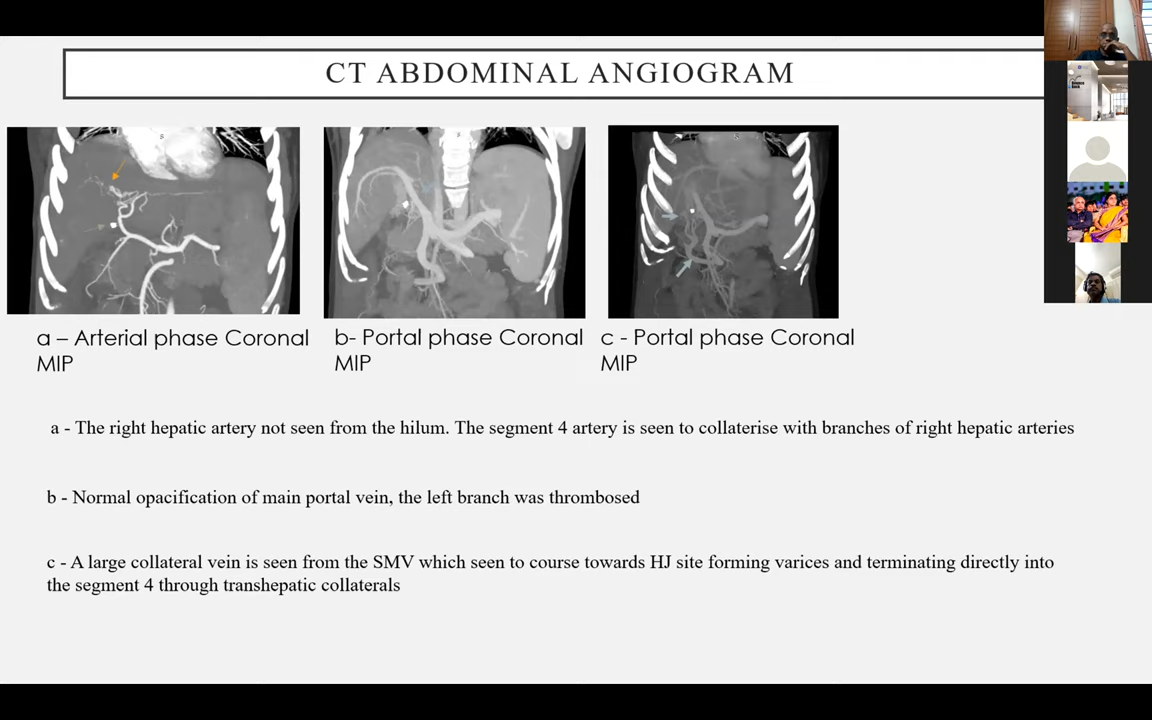 CT ABDOMINAL ANGIOGRAM
a – Arterial phase Coronal
MIP
b- Portal phase Coronal
MIP
c - Portal phase Coronal
MIP
a - The right hepatic artery not seen from the hilum. The segment 4 artery is seen to collaterise with branches of right hepatic arteries
b - Normal opacification of main portal vein, the left branch was thrombosed
c - A large collateral vein is seen from the SMV which seen to course towards HJ site forming varices and terminating directly into
the segment 4 through transhepatic collaterals